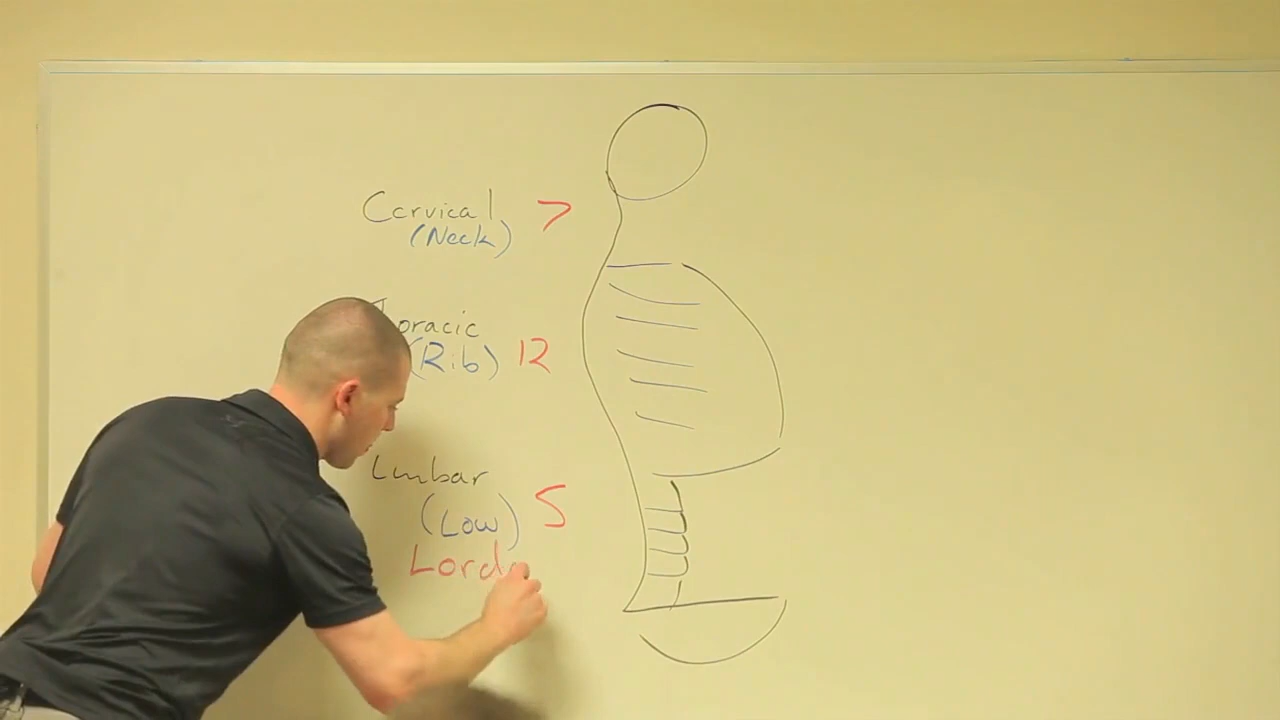 Cervical 7
(Neck)
Thoracic
(Rib) 12
Lumbar
(Low) 5
Lord